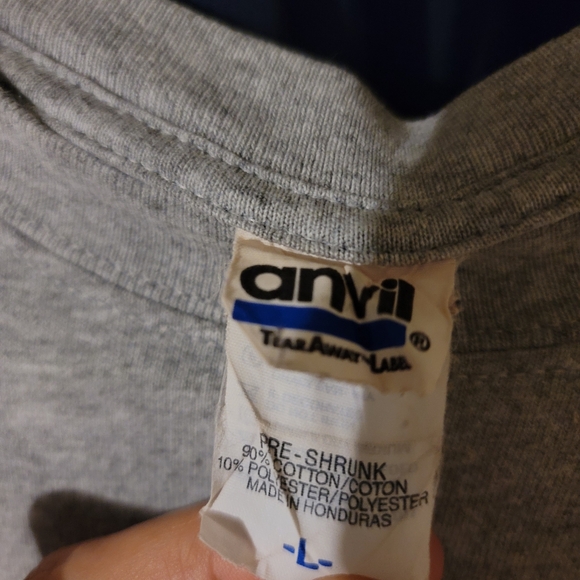 anvil®
TEARAWAY LABEL
PRE-SHRUNK
90% COTTON/COTON
10% POLYESTER/POLYESTER
MADE IN HONDURAS
-L-